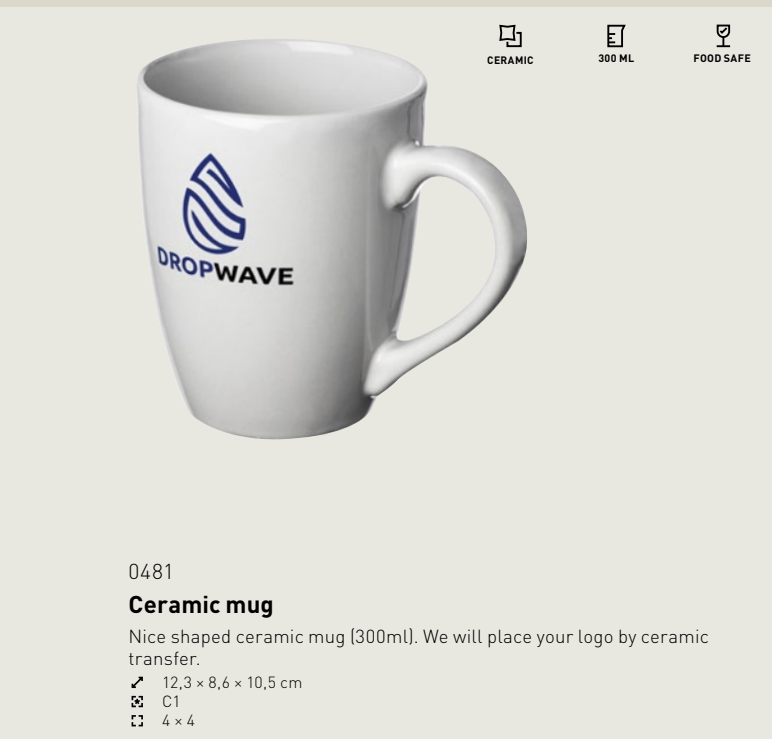 CERAMIC
300 ML
FOOD SAFE
DROPWAVE
0481
Ceramic mug
Nice shaped ceramic mug (300ml). We will place your logo by ceramic
transfer.
12,3 × 8,6 × 10,5 cm
C1
4 × 4